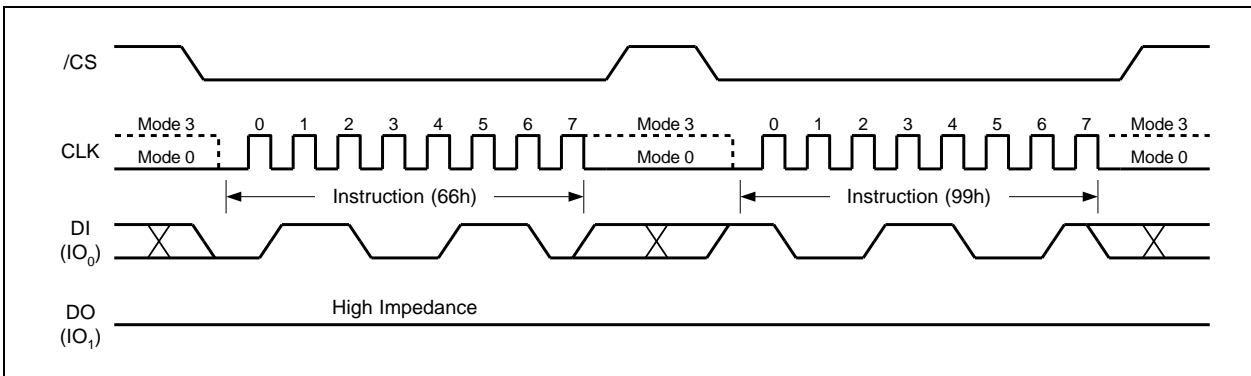 /CS
Mode 3 0 1 2 3 4 5 6 7 Mode 3 0 1 2 3 4 5 6 7 Mode 3
CLK
Mode 0 Mode 0 Mode 0
Instruction (66h) Instruction (99h)
DI
(IO₀)
High Impedance
DO
(IO₁)